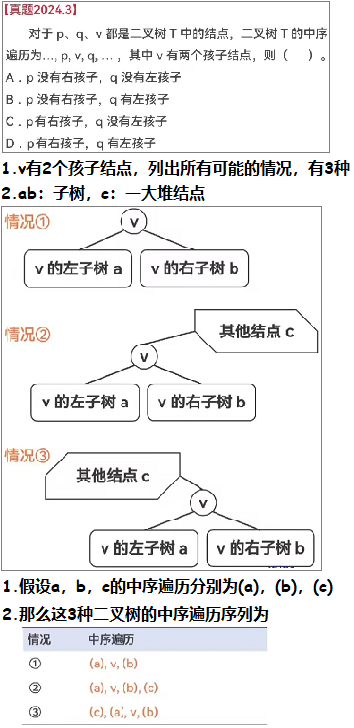 【真题2024.3】
对于 p、q、v 都是二叉树 T 中的结点，二叉树 T 的中序
遍历为…, p, v, q, …，其中 v 有两个孩子结点，则（ ）。
A．p 没有右孩子，q 没有左孩子
B．p 没有右孩子，q 有左孩子
C．p 有右孩子，q 没有左孩子
D．p 有右孩子，q 有左孩子
1.v有2个孩子结点，列出所有可能的情况，有3种
2.ab：子树，c：一大堆结点
情况①
v
v 的左子树 a
v 的右子树 b
其他结点 c
情况②
v
v 的左子树 a
v 的右子树 b
情况③
其他结点 c
v
v 的左子树 a
v 的右子树 b
1.假设a，b，c的中序遍历分别为(a)，(b)，(c)
2.那么这3种二叉树的中序遍历序列为
情况 中序遍历
① (a), v, (b)
② (a), v, (b), (c)
③ (c), (a), v, (b)